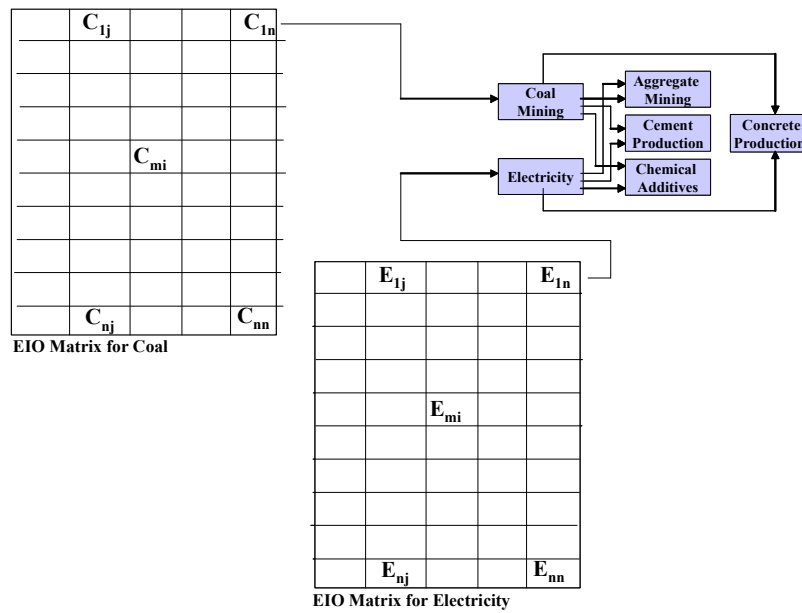 C1j C1n
Cmi
Cnj Cnn
EIO Matrix for Coal
Coal
Mining
Electricity
Aggregate
Mining
Cement
Production
Chemical
Additives
Concrete
Production
E1j E1n
Emi
Enj Enn
EIO Matrix for Electricity